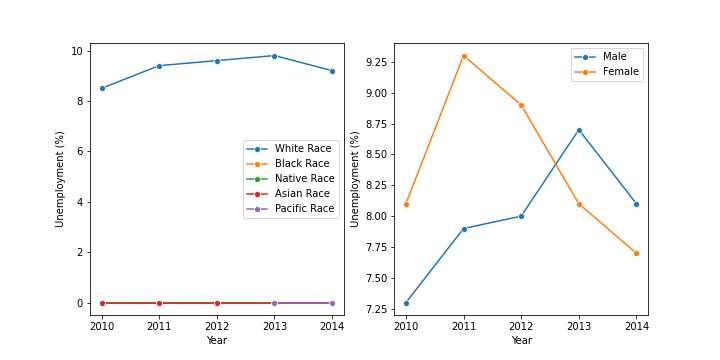 10
8
6
4
2
0
Unemployment (%)
2010 2011 2012 2013 2014
Year
White Race
Black Race
Native Race
Asian Race
Pacific Race
9.25
9.00
8.75
8.50
8.25
8.00
7.75
7.50
7.25
Unemployment (%)
2010 2011 2012 2013 2014
Year
Male
Female